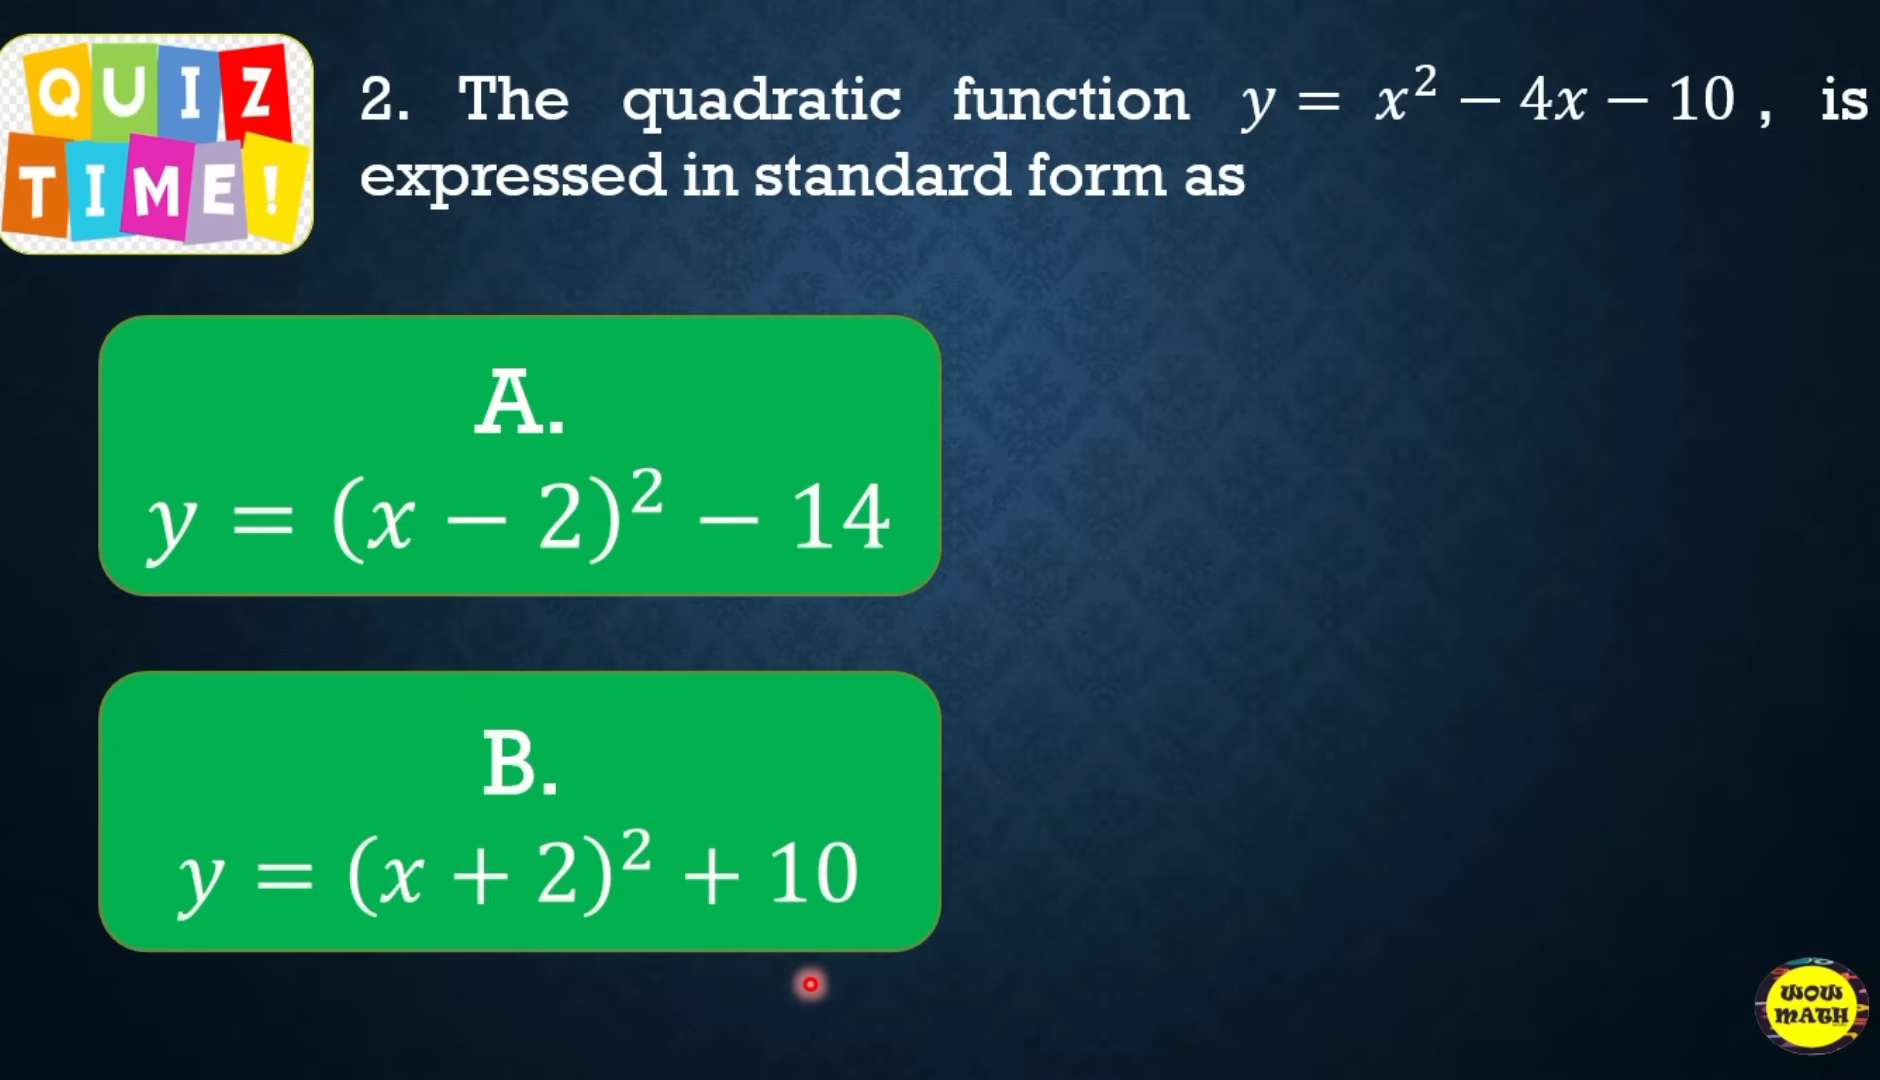 QUIZ
TIME!
2. The quadratic function y = x² − 4x − 10 , is
expressed in standard form as
A.
y = (x − 2)² − 14
B.
y = (x + 2)² + 10
WOW
MATH